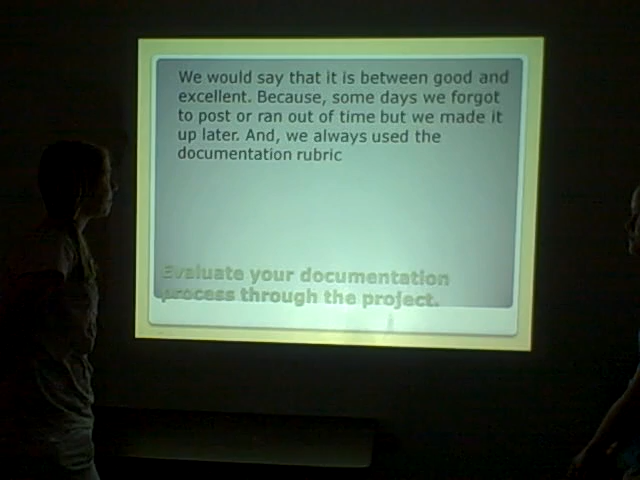 We would say that it is between good and
excellent. Because, some days we forgot
to post or ran out of time but we made it
up later. And, we always used the
documentation rubric
Evaluate your documentation
process through the project.